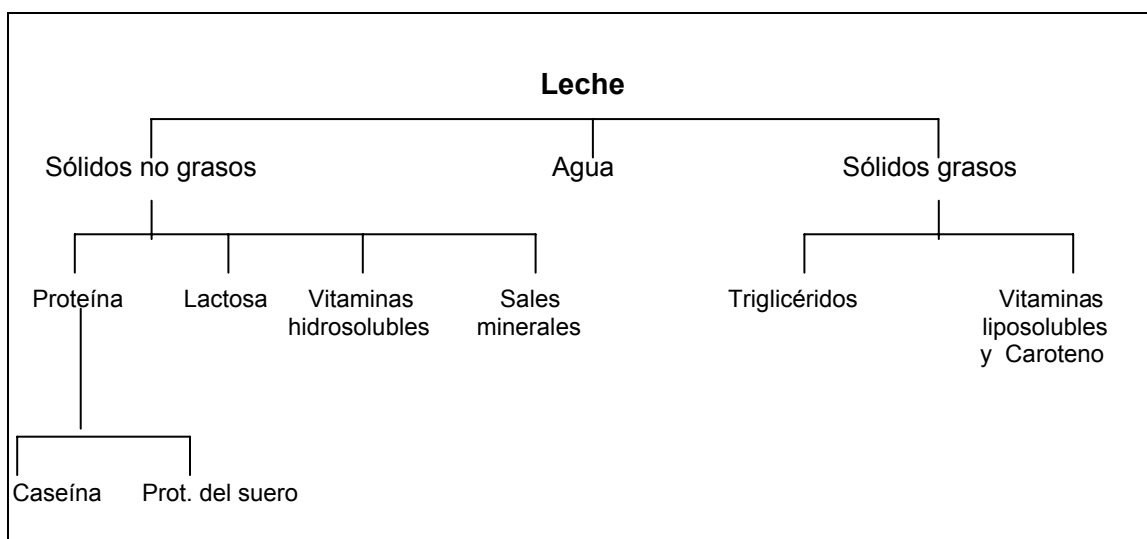 Leche
Sólidos no grasos Agua Sólidos grasos
Proteína Lactosa Vitaminas Sales Triglicéridos Vitaminas
hidrosolubles minerales liposolubles
y Caroteno
Caseína Prot. del suero